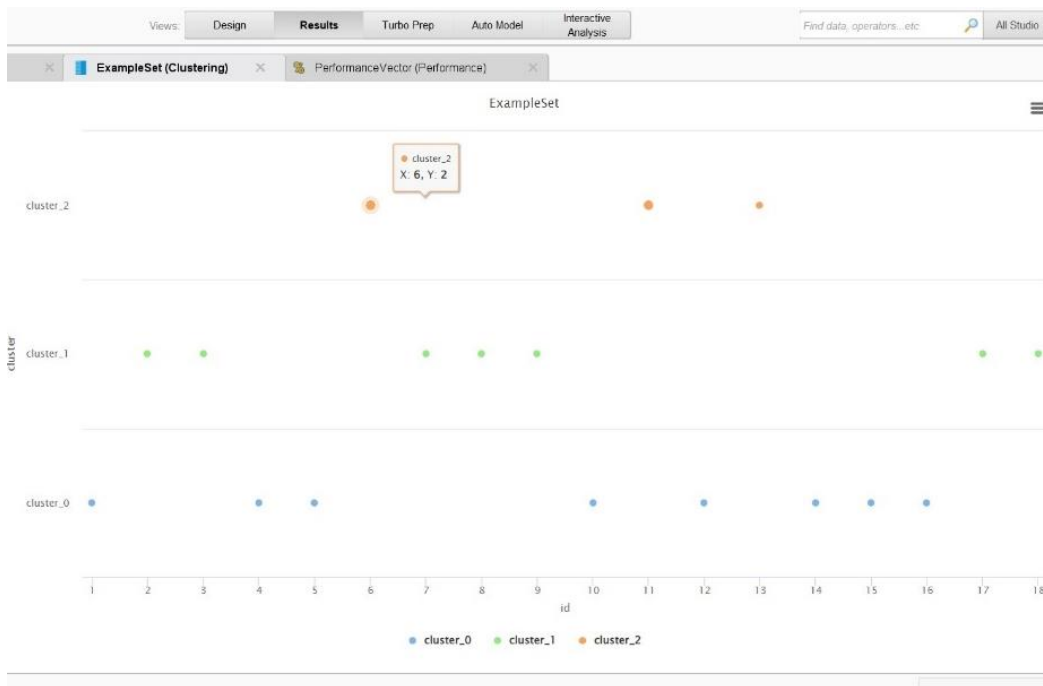 Views: Design Results Turbo Prep Auto Model Interactive Analysis Find data, operators...etc All Studio
ExampleSet (Clustering) PerformanceVector (Performance)
ExampleSet
cluster_2
X: 6, Y: 2
cluster_2
cluster_1
cluster
cluster_0
1 2 3 4 5 6 7 8 9 10 11 12 13 14 15 16 17 18
id
cluster_0 cluster_1 cluster_2